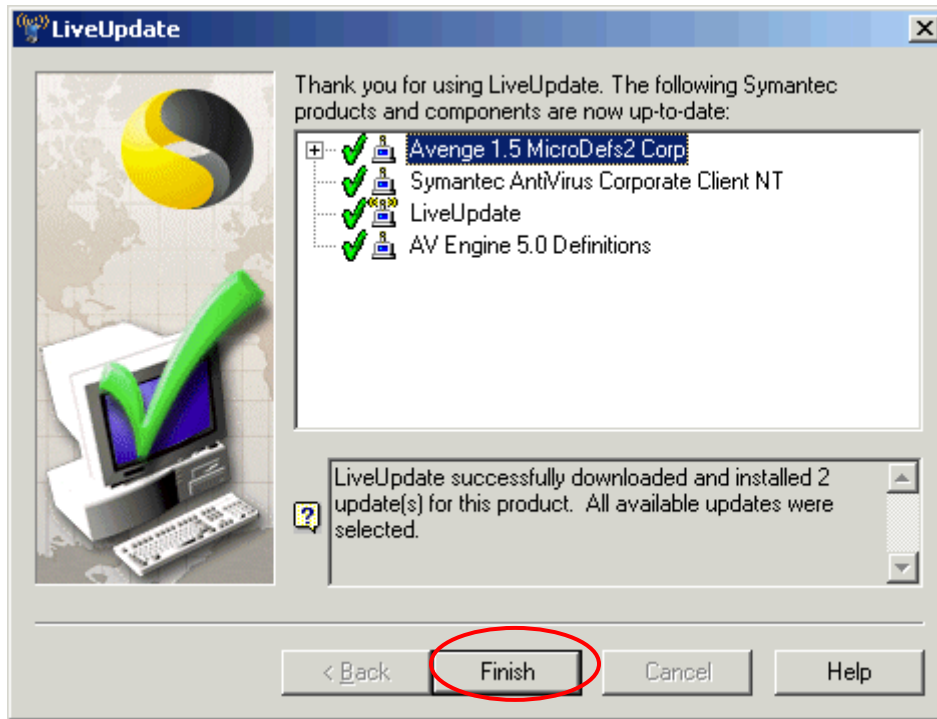 LiveUpdate
Thank you for using LiveUpdate. The following Symantec
products and components are now up-to-date:
Avenge 1.5 MicroDefs2 Corp
Symantec AntiVirus Corporate Client NT
LiveUpdate
AV Engine 5.0 Definitions
LiveUpdate successfully downloaded and installed 2
update(s) for this product.  All available updates were
selected.
< Back
Finish
Cancel
Help